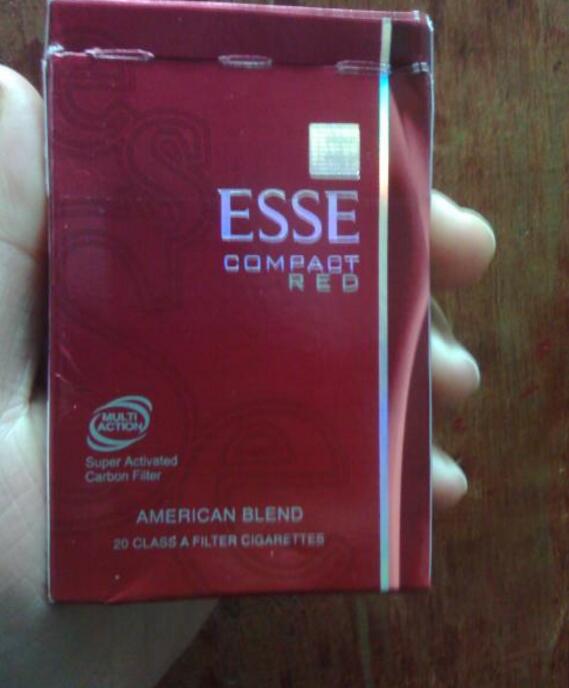 ESSE
COMPACT
RED
MULTI
ACTION
Super Activated
Carbon Filter
AMERICAN BLEND
20 CLASS A FILTER CIGARETTES